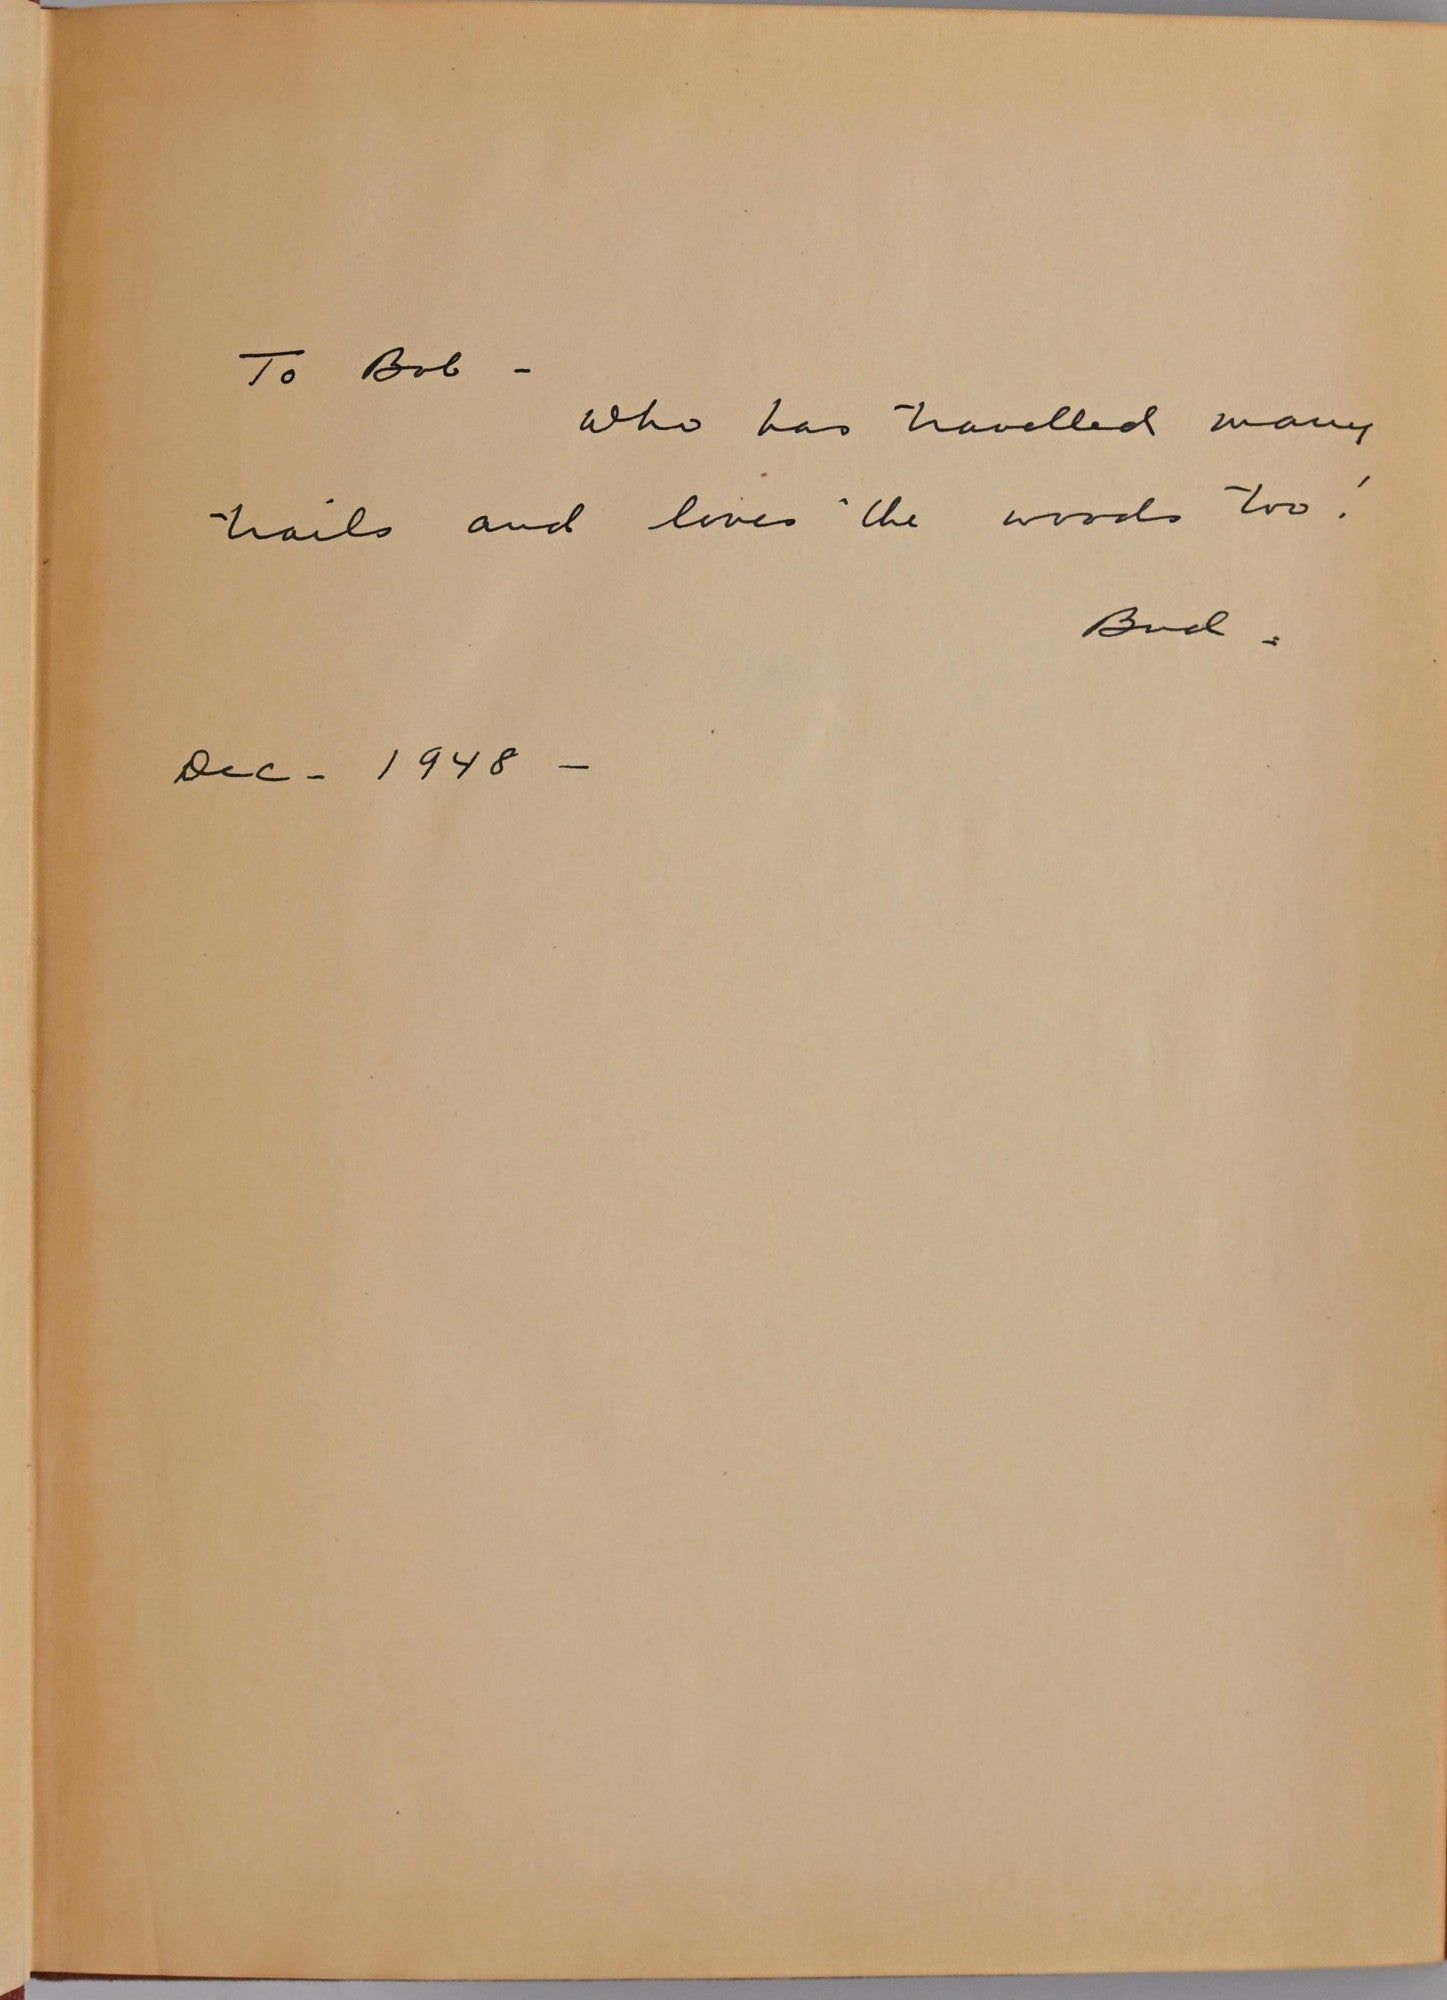 To Bob -
who has travelled many
trails and loves the woods too!
Bud -
Dec - 1948 -